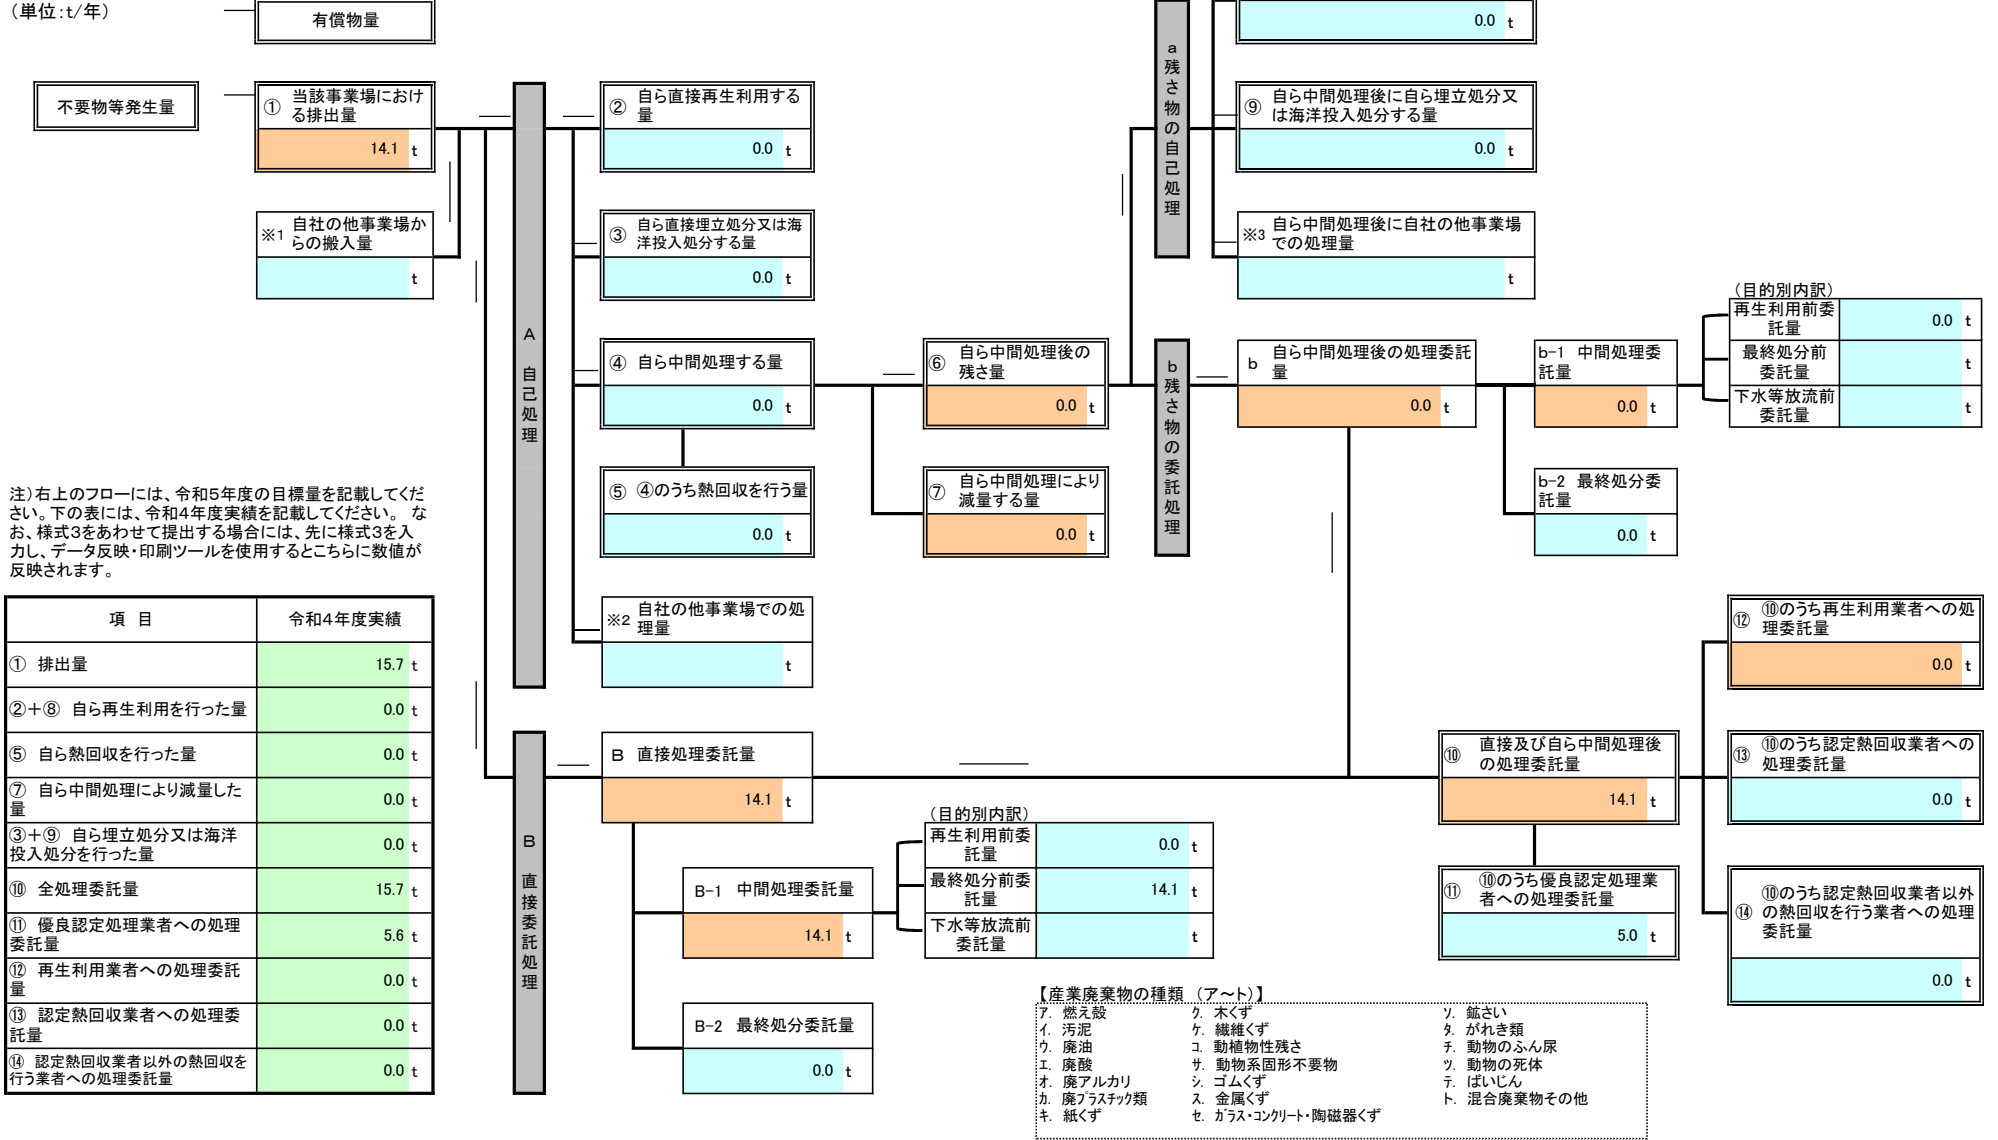 （単位:t/年）
有償物量
0.0 t
不要物等発生量
① 当該事業場におけ
る排出量
14.1 t
※1 自社の他事業場か
らの搬入量
t
A 自己処理
② 自ら直接再生利用する
量
0.0 t
③ 自ら直接埋立処分又は海
洋投入処分する量
0.0 t
④ 自ら中間処理する量
0.0 t
⑤ ④のうち熱回収を行う量
0.0 t
※2 自社の他事業場での処
理量
t
⑥ 自ら中間処理後の
残さ量
0.0 t
⑦ 自ら中間処理により
減量する量
0.0 t
a残さ物の自己処理
⑨ 自ら中間処理後に自ら埋立処分又
は海洋投入処分する量
0.0 t
※3 自ら中間処理後に自社の他事業場
での処理量
t
b残さ物の委託処理
b 自ら中間処理後の処理委託
量
0.0 t
b-1 中間処理委
託量
0.0 t
b-2 最終処分委
託量
0.0 t
（目的別内訳）
再生利用前委
託量
0.0 t
最終処分前
委託量
t
下水等放流前
委託量
t
注）右上のフローには、令和5年度の目標量を記載してくだ
さい。下の表には、令和4年度実績を記載してください。 な
お、様式3をあわせて提出する場合には、先に様式3を入
力し、データ反映・印刷ツールを使用するとこちらに数値が
反映されます。
項 目 令和4年度実績
① 排出量 15.7 t
②＋⑧ 自ら再生利用を行った量 0.0 t
⑤ 自ら熱回収を行った量 0.0 t
⑦ 自ら中間処理により減量した
量 0.0 t
③＋⑨ 自ら埋立処分又は海洋
投入処分を行った量 0.0 t
⑩ 全処理委託量 15.7 t
⑪ 優良認定処理業者への処理
委託量 5.6 t
⑫ 再生利用業者への処理委託
量 0.0 t
⑬ 認定熱回収業者への処理委
託量 0.0 t
⑭ 認定熱回収業者以外の熱回収を
行う業者への処理委託量 0.0 t
B 直接委託処理
B 直接処理委託量
14.1 t
B-1 中間処理委託量
14.1 t
B-2 最終処分委託量
0.0 t
（目的別内訳）
再生利用前委
託量
0.0 t
最終処分前委
託量
14.1 t
下水等放流前
委託量
t
⑩ 直接及び自ら中間処理後
の処理委託量
14.1 t
⑪ ⑩のうち優良認定処理業
者への処理委託量
5.0 t
⑫ ⑩のうち再生利用業者への処
理委託量
0.0 t
⑬ ⑩のうち認定熱回収業者への
処理委託量
0.0 t
⑭ ⑩のうち認定熱回収業者以外
の熱回収を行う業者への処理
委託量
0.0 t
【産業廃棄物の種類 （ア～ト）】
ア. 燃え殻
イ. 汚泥
ウ. 廃油
エ. 廃酸
オ. 廃アルカリ
カ. 廃プラスチック類
キ. 紙くず
ク. 木くず
ケ. 繊維くず
コ. 動植物性残さ
サ. 動物系固形不要物
シ. ゴムくず
ス. 金属くず
セ. ガラス・コンクリート・陶磁器くず
ソ. 鉱さい
タ. がれき類
チ. 動物のふん尿
ツ. 動物の死体
テ. ばいじん
ト. 混合廃棄物その他